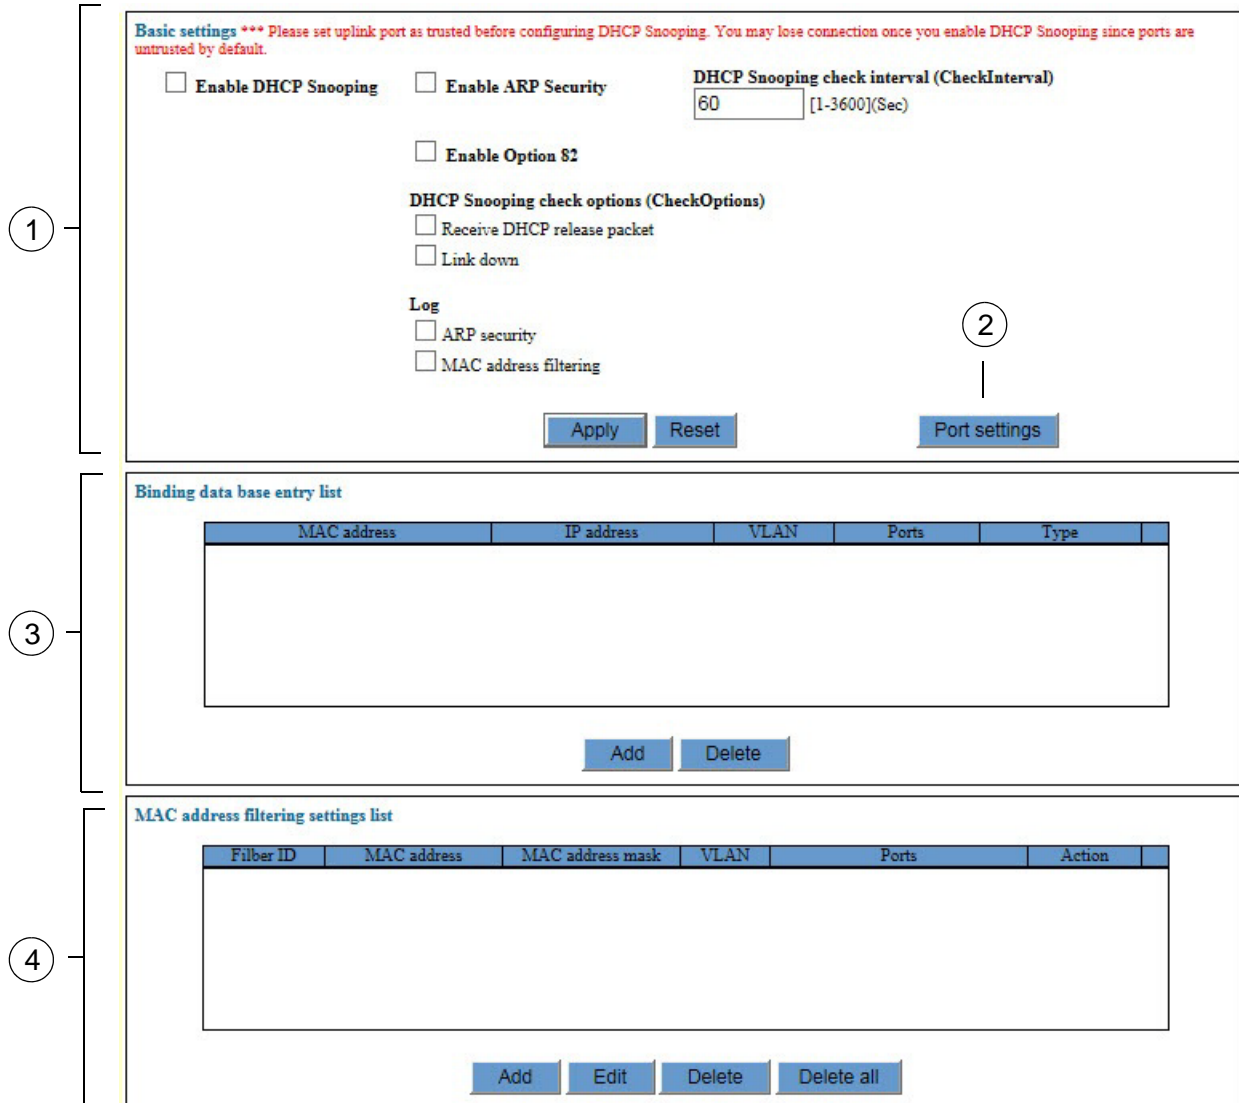 Basic settings *** Please set uplink port as trusted before configuring DHCP Snooping. You may lose connection once you enable DHCP Snooping since ports are
untrusted by default.
Enable DHCP Snooping
Enable ARP Security
DHCP Snooping check interval (CheckInterval)
60 [1-3600](Sec)
Enable Option 82
DHCP Snooping check options (CheckOptions)
1
Receive DHCP release packet
Link down
Log
2
ARP security
MAC address filtering
Apply Reset Port settings
Binding data base entry list
MAC address IP address VLAN Ports Type
3
Add Delete
MAC address filtering settings list
Filber ID MAC address MAC address mask VLAN Ports Action
4
Add Edit Delete Delete all